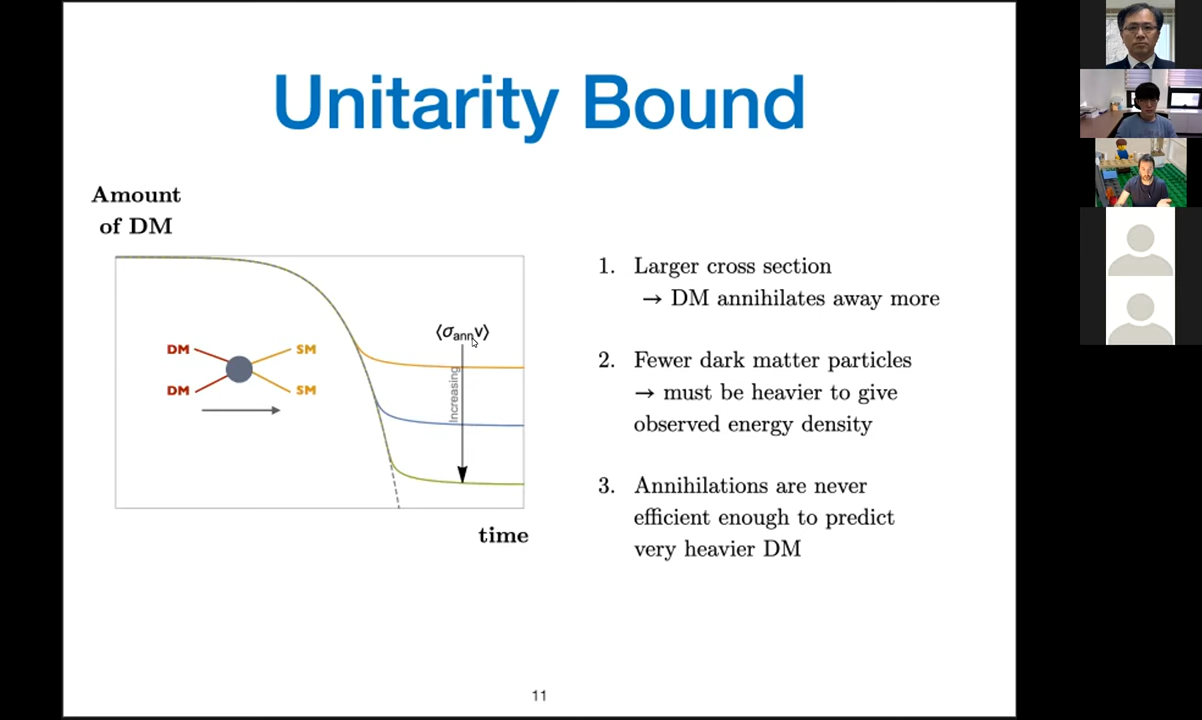 Unitarity Bound
Amount
of DM
⟨σannv⟩
DM
SM
DM
SM
Increasing
time
1. Larger cross section
→ DM annihilates away more
2. Fewer dark matter particles
→ must be heavier to give
observed energy density
3. Annihilations are never
efficient enough to predict
very heavier DM
11